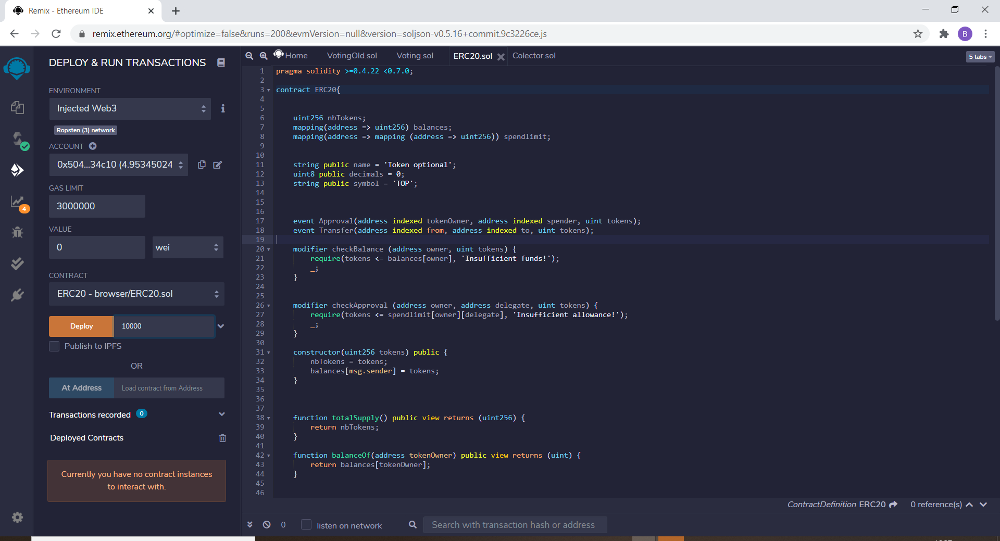 Remix - Ethereum IDE
remix.ethereum.org/#optimize=false&runs=200&evmVersion=null&version=soljson-v0.5.16+commit.9c3226ce.js
B
DEPLOY & RUN TRANSACTIONS
ENVIRONMENT
Injected Web3
Ropsten (3) network
ACCOUNT
0x504...34c10 (4.95345024
GAS LIMIT
3000000
4
VALUE
0
wei
CONTRACT
ERC20 - browser/ERC20.sol
Deploy
10000
Publish to IPFS
OR
At Address
Load contract from Address
Transactions recorded 0
Deployed Contracts
Currently you have no contract instances
to interact with.
Home VotingOld.sol Voting.sol ERC20.sol Colector.sol
5 tabs
1 pragma solidity >=0.4.22 <0.7.0;
2
3 contract ERC20{
4
5
6 uint256 nbTokens;
7 mapping(address => uint256) balances;
8 mapping(address => mapping (address => uint256)) spendlimit;
9
10
11 string public name = 'Token optional';
12 uint8 public decimals = 0;
13 string public symbol = 'TOP';
14
15
16
17 event Approval(address indexed tokenOwner, address indexed spender, uint tokens);
18 event Transfer(address indexed from, address indexed to, uint tokens);
19
20 modifier checkBalance (address owner, uint tokens) {
21 require(tokens <= balances[owner], 'Insufficient funds!');
22 _;
23 }
24
25
26 modifier checkApproval (address owner, address delegate, uint tokens) {
27 require(tokens <= spendlimit[owner][delegate], 'Insufficient allowance!');
28 _;
29 }
30
31 constructor(uint256 tokens) public {
32 nbTokens = tokens;
33 balances[msg.sender] = tokens;
34 }
35
36
37
38 function totalSupply() public view returns (uint256) {
39 return nbTokens;
40 }
41
42 function balanceOf(address tokenOwner) public view returns (uint) {
43 return balances[tokenOwner];
44 }
45
46
ContractDefinition ERC20 0 reference(s)
0 listen on network Search with transaction hash or address